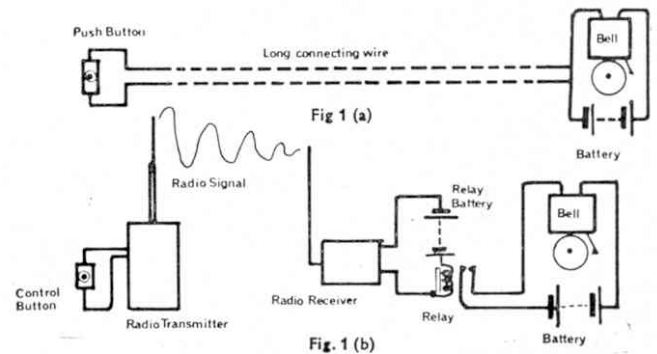 Push Button
Long connecting wire
Bell
Fig 1 (a)
Battery
Radio Signal
Relay
Battery
Bell
Control
Button
Radio Transmitter
Radio Receiver
Relay
Battery
Fig. 1 (b)